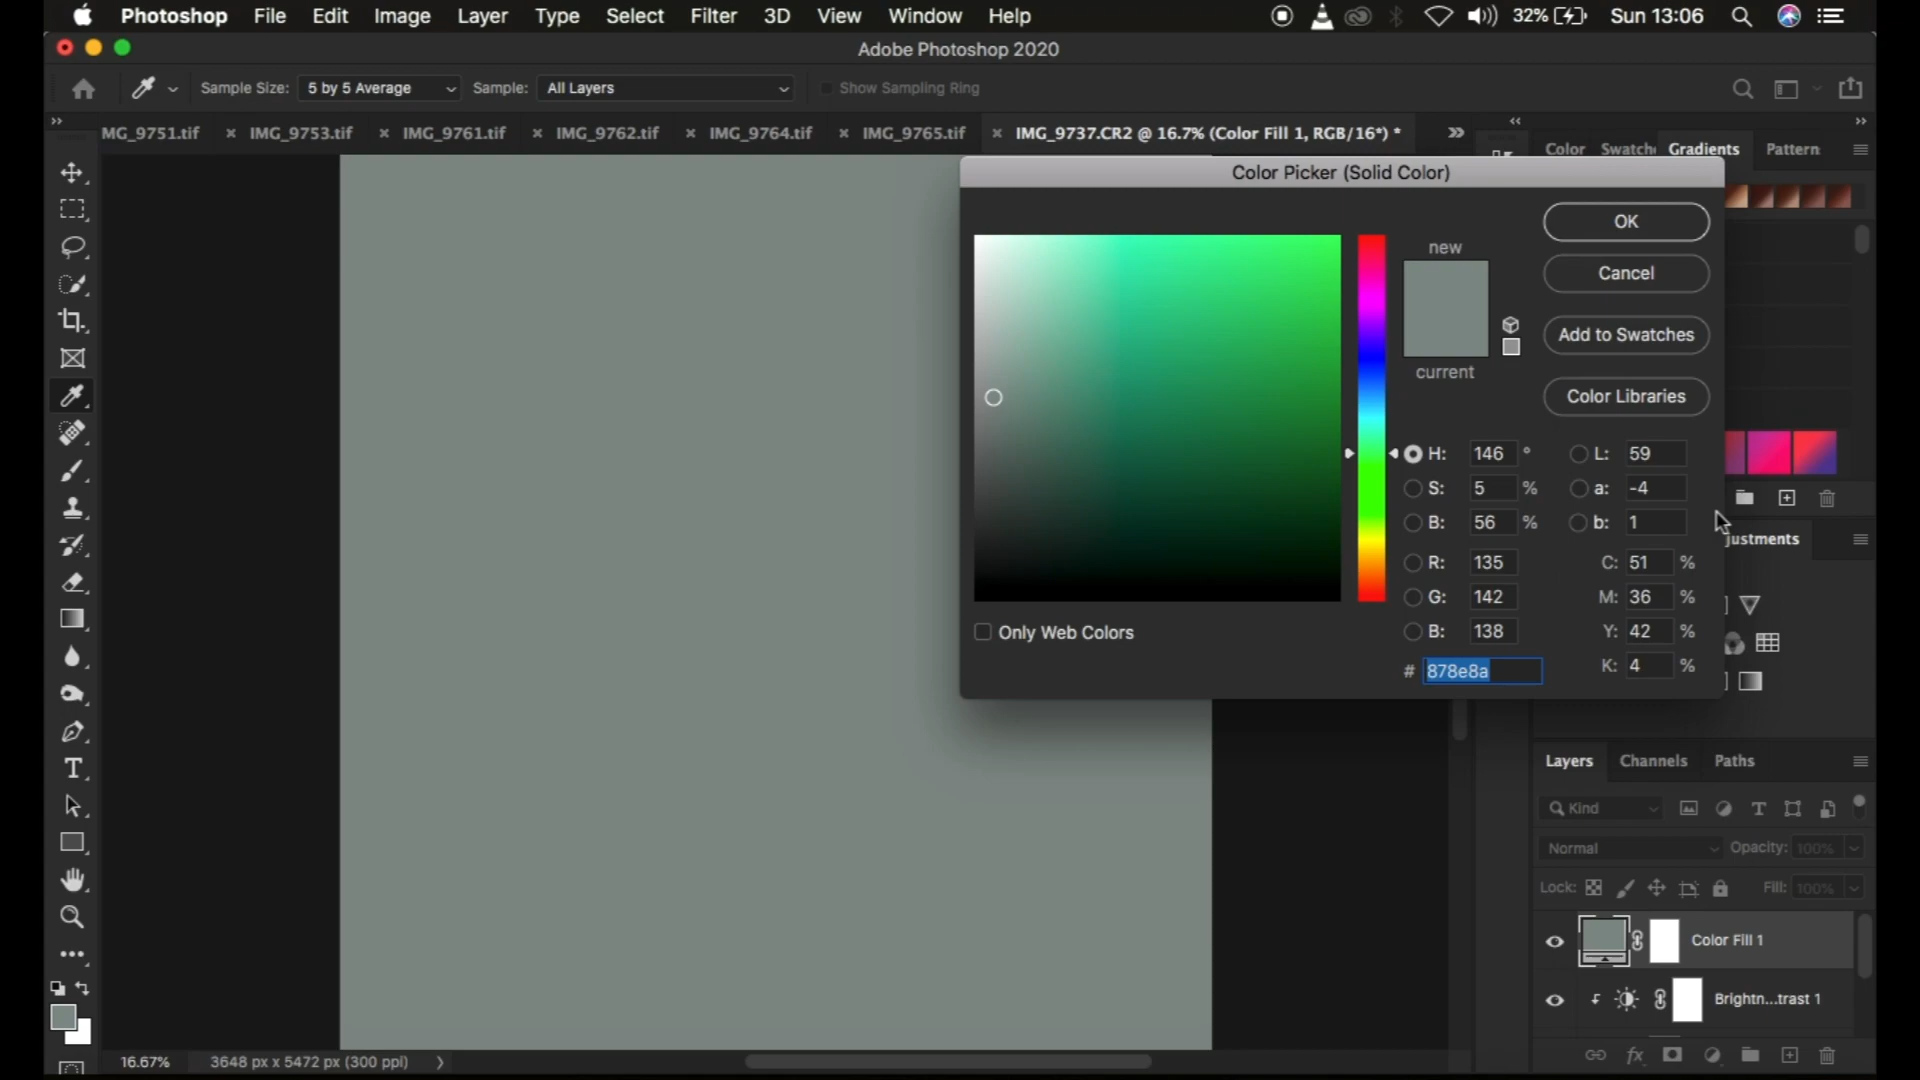 Photoshop File Edit Image Layer Type Select Filter 3D View Window Help 32% Sun 13:06
Adobe Photoshop 2020
Sample Size: 5 by 5 Average Sample: All Layers Show Sampling Ring
MG_9751.tif × IMG_9753.tif × IMG_9761.tif × IMG_9762.tif × IMG_9764.tif × IMG_9765.tif × IMG_9737.CR2 @ 16.7% (Color Fill 1, RGB/16*) *
Color Swatche Gradients Pattern
Color Picker (Solid Color)
OK
new
Cancel
Add to Swatches
current
Color Libraries
H: 146 ° L: 59
S: 5 % a: -4
B: 56 % b: 1
justments
R: 135 C: 51 %
G: 142 M: 36 %
B: 138 Y: 42 %
Only Web Colors
# 878e8a K: 4 %
Layers Channels Paths
Kind
Normal Opacity: 100%
Lock: Fill: 100%
Color Fill 1
Brightn...trast 1
fx
16.67% 3648 px x 5472 px (300 ppi)